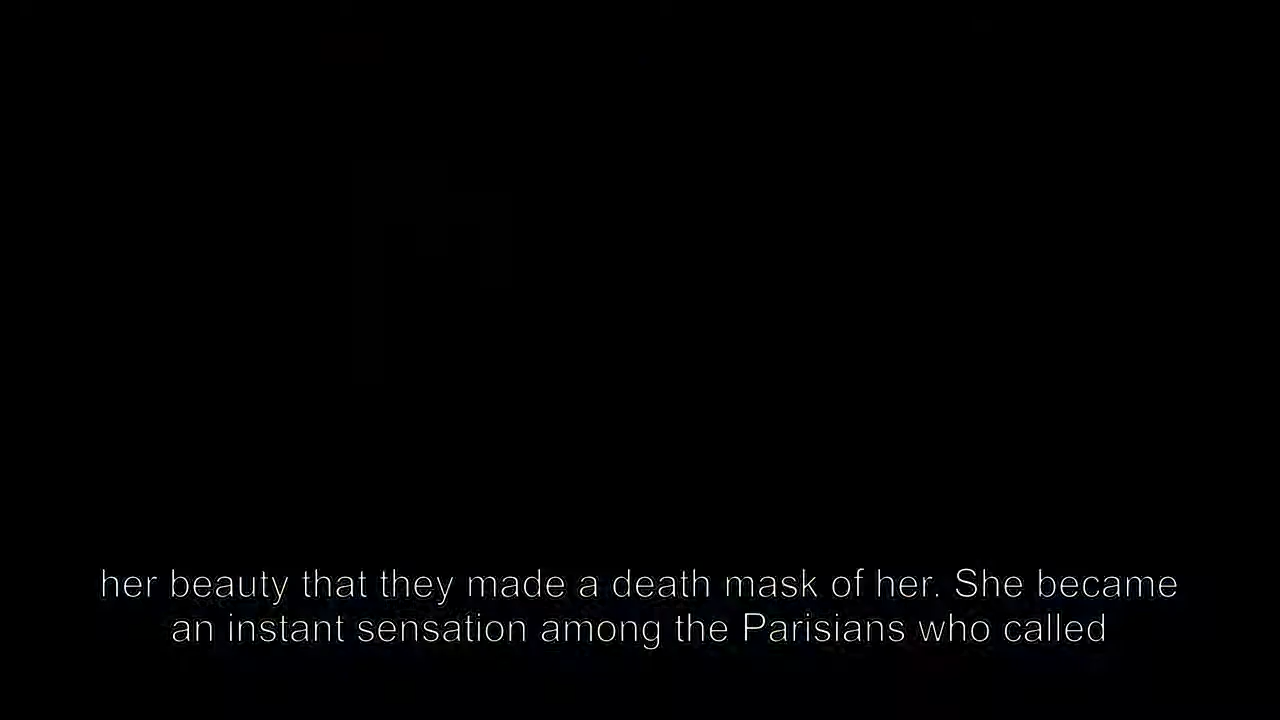 her beauty that they made a death mask of her. She became
an instant sensation among the Parisians who called